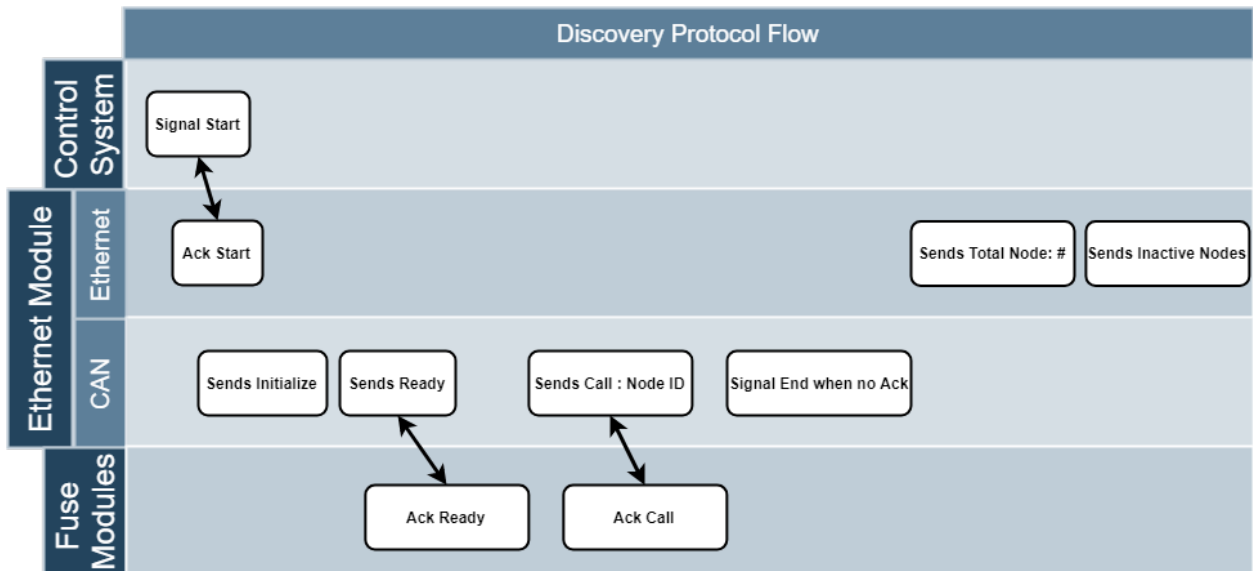 Discovery Protocol Flow
Control
System
Signal Start
Ethernet Module
Ethernet
Ack Start
Sends Total Node: #
Sends Inactive Nodes
CAN
Sends Initialize
Sends Ready
Sends Call : Node ID
Signal End when no Ack
Fuse
Modules
Ack Ready
Ack Call